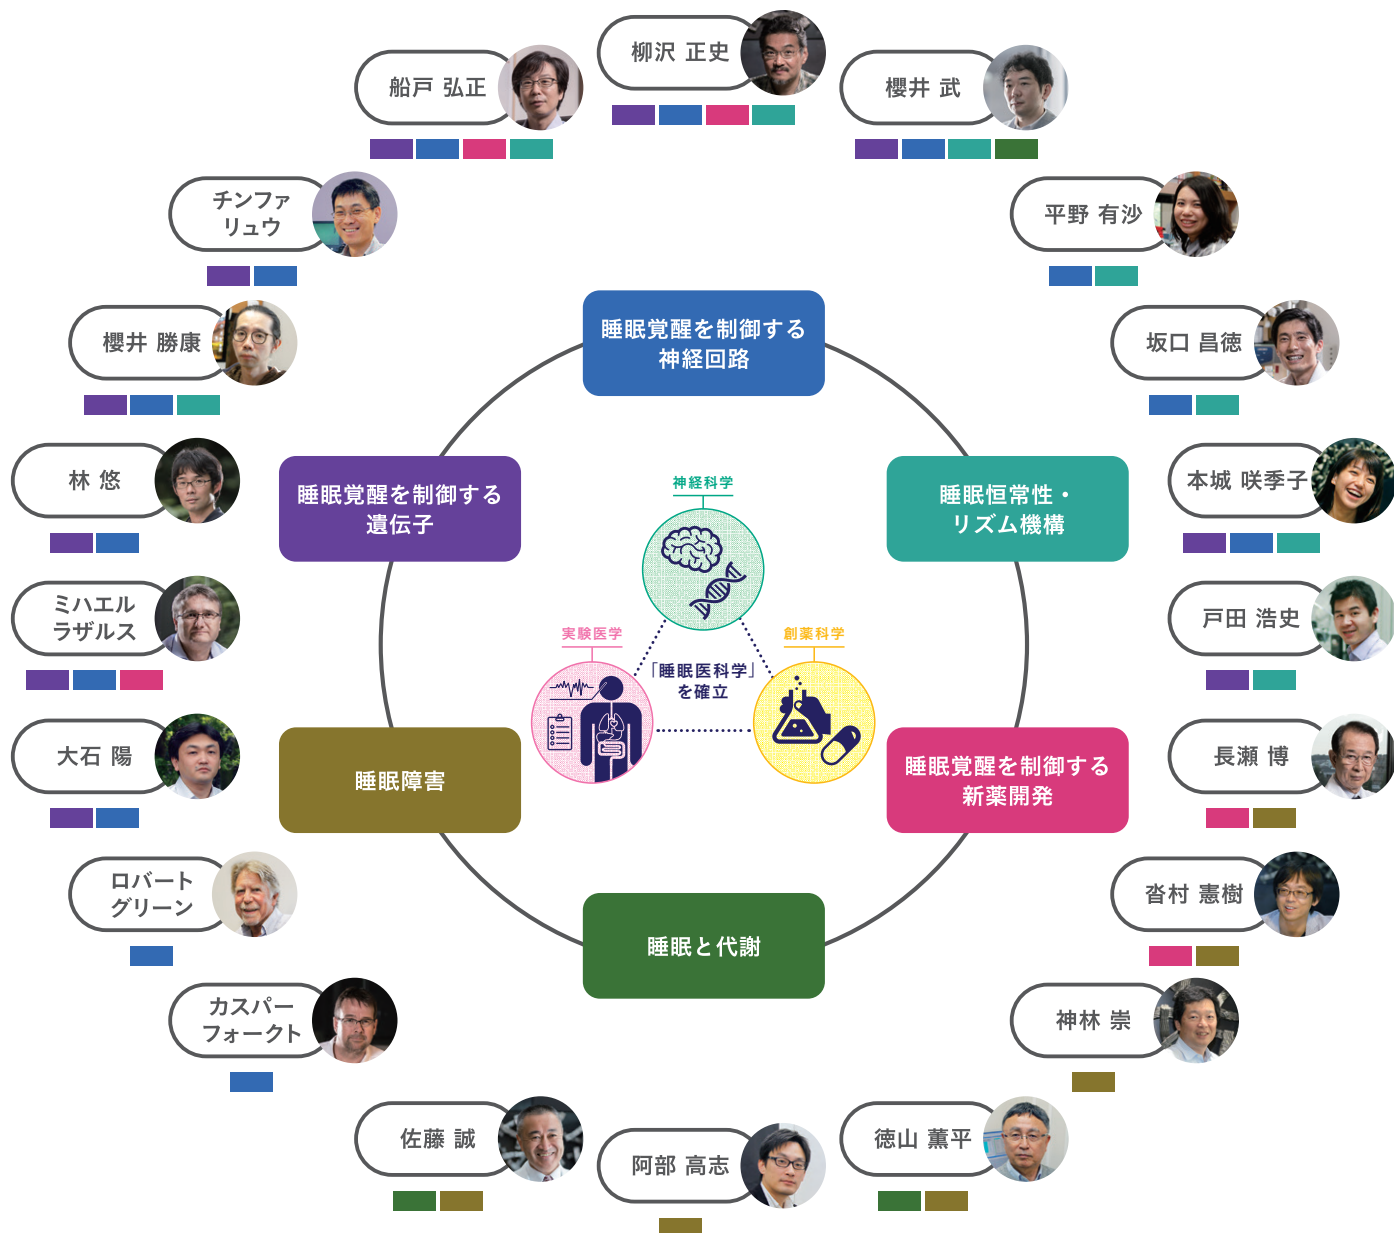 柳沢 正史
船戸 弘正
櫻井 武
チンファ
リュウ
平野 有沙
櫻井 勝康
睡眠覚醒を制御する
神経回路
坂口 昌徳
林 悠
睡眠覚醒を制御する
遺伝子
神経科学
睡眠恒常性・
リズム機構
本城 咲季子
ミハエル
ラザルス
実験医学
創薬科学
「睡眠医科学」
を確立
戸田 浩史
大石 陽
睡眠障害
睡眠覚醒を制御する
新薬開発
長瀬 博
ロバート
グリーン
睡眠と代謝
沓村 憲樹
カスパー
フォークト
神林 崇
佐藤 誠
阿部 高志
徳山 薫平